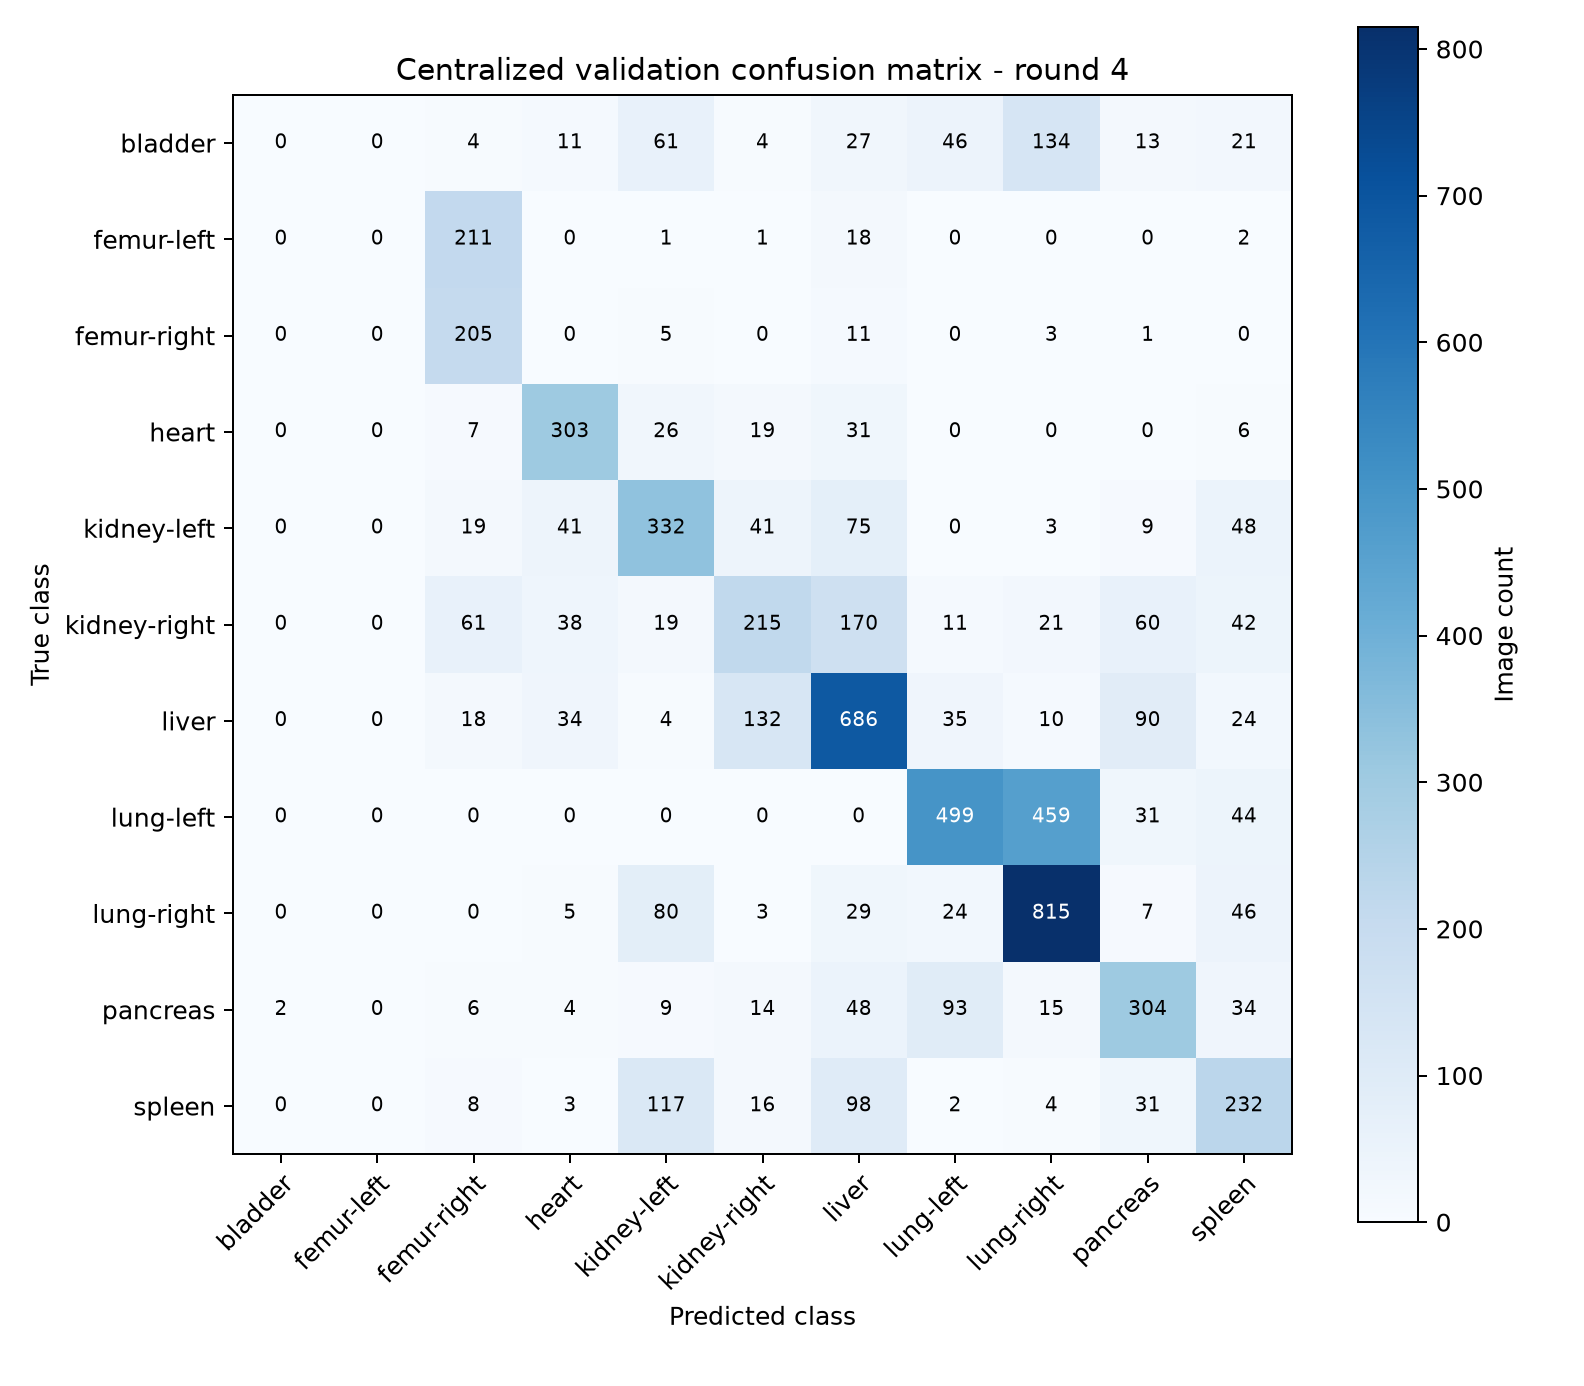 Centralized validation confusion matrix - round 4
bladder 0 0 4 11 61 4 27 46 134 13 21
femur-left 0 0 211 0 1 1 18 0 0 0 2
femur-right 0 0 205 0 5 0 11 0 3 1 0
heart 0 0 7 303 26 19 31 0 0 0 6
kidney-left 0 0 19 41 332 41 75 0 3 9 48
kidney-right 0 0 61 38 19 215 170 11 21 60 42
liver 0 0 18 34 4 132 686 35 10 90 24
lung-left 0 0 0 0 0 0 0 499 459 31 44
lung-right 0 0 0 5 80 3 29 24 815 7 46
pancreas 2 0 6 4 9 14 48 93 15 304 34
spleen 0 0 8 3 117 16 98 2 4 31 232
bladder femur-left femur-right heart kidney-left kidney-right liver lung-left lung-right pancreas spleen
Predicted class
True class
800
700
600
500
400
300
200
100
0
Image count